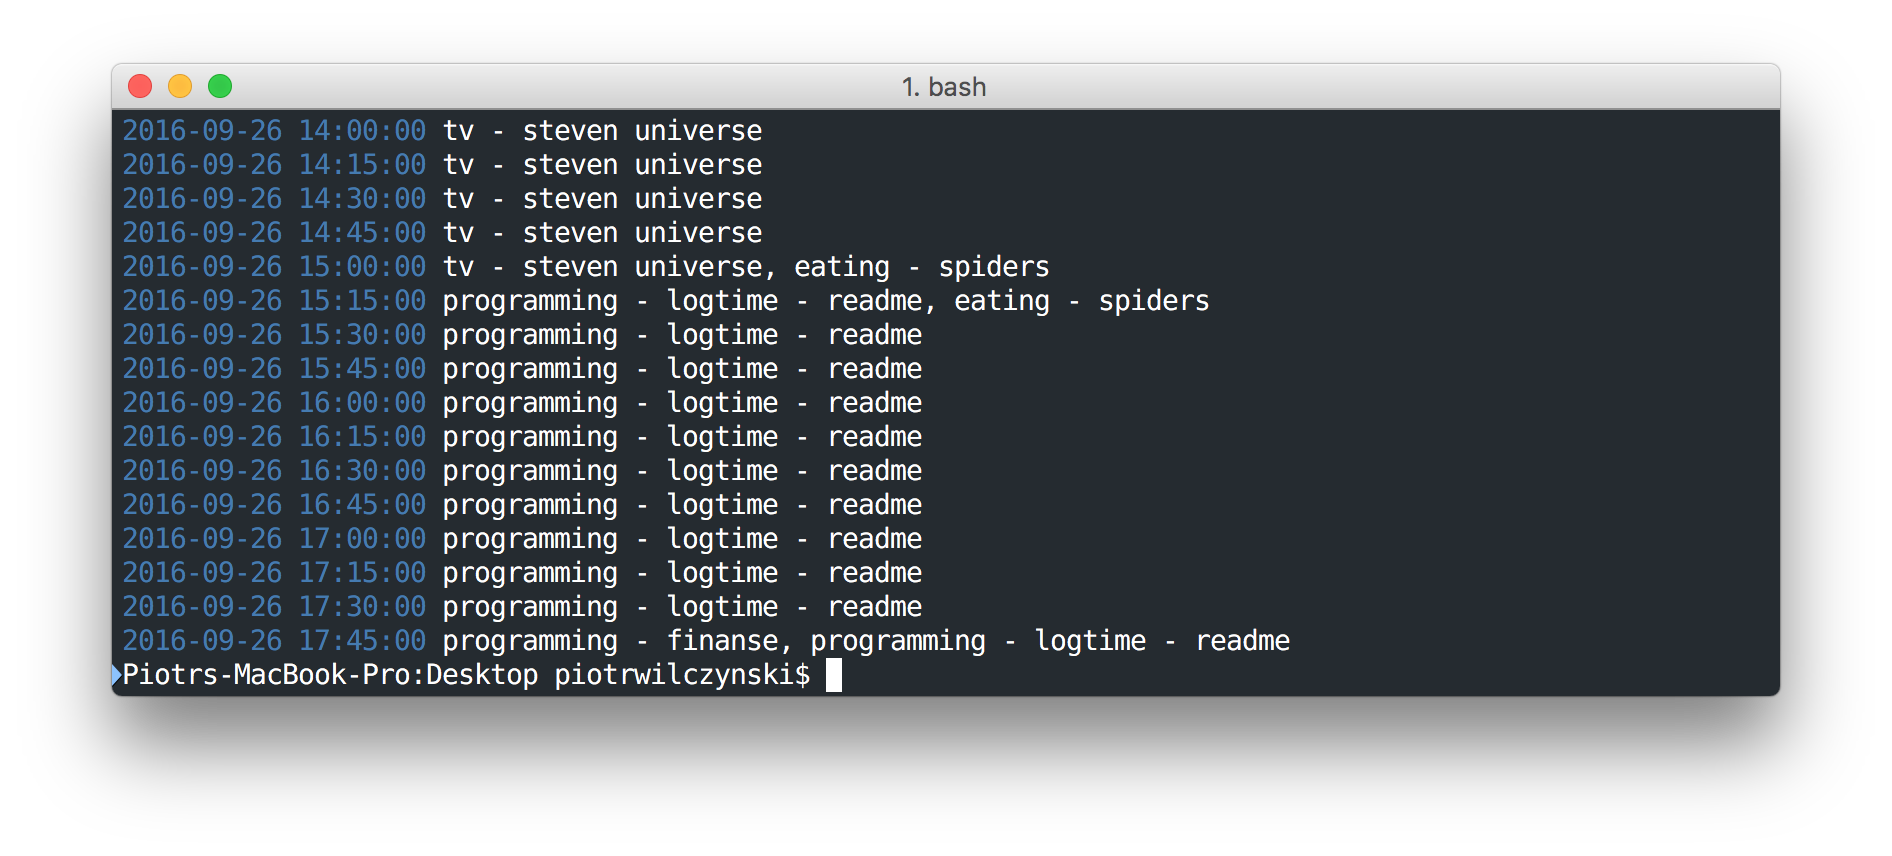 1. bash
2016-09-26 14:00:00 tv - steven universe
2016-09-26 14:15:00 tv - steven universe
2016-09-26 14:30:00 tv - steven universe
2016-09-26 14:45:00 tv - steven universe
2016-09-26 15:00:00 tv - steven universe, eating - spiders
2016-09-26 15:15:00 programming - logtime - readme, eating - spiders
2016-09-26 15:30:00 programming - logtime - readme
2016-09-26 15:45:00 programming - logtime - readme
2016-09-26 16:00:00 programming - logtime - readme
2016-09-26 16:15:00 programming - logtime - readme
2016-09-26 16:30:00 programming - logtime - readme
2016-09-26 16:45:00 programming - logtime - readme
2016-09-26 17:00:00 programming - logtime - readme
2016-09-26 17:15:00 programming - logtime - readme
2016-09-26 17:30:00 programming - logtime - readme
2016-09-26 17:45:00 programming - finanse, programming - logtime - readme
Piotrs-MacBook-Pro:Desktop piotrwilczynski$